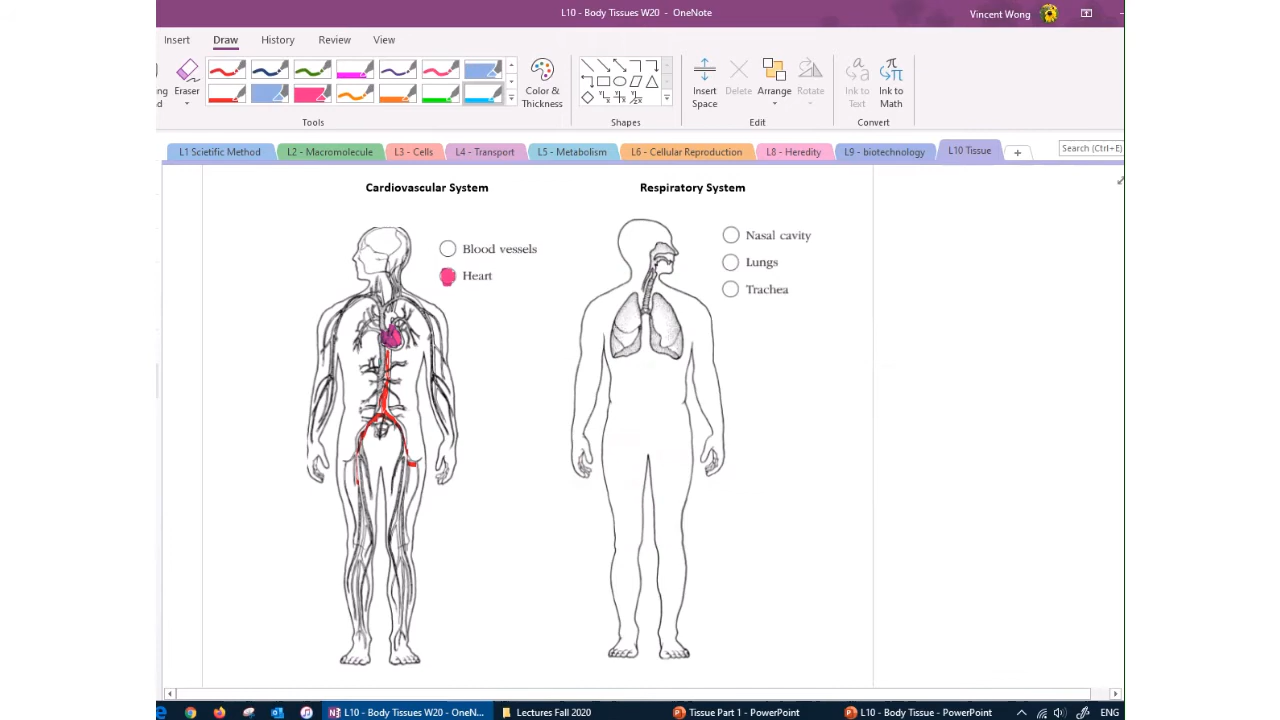 L10 - Body Tissues W20 - OneNote
Vincent Wong
Insert Draw History Review View
Eraser
Color & Thickness
Insert Space
Delete
Arrange
Rotate
Ink to Text
Ink to Math
Tools
Shapes
Edit
Convert
L1 Scietific Method
L2 - Macromolecule
L3 - Cells
L4 - Transport
L5 - Metabolism
L6 - Cellular Reproduction
L8 - Heredity
L9 - biotechnology
L10 Tissue
Search (Ctrl+E)
Cardiovascular System
Respiratory System
Blood vessels
Heart
Nasal cavity
Lungs
Trachea
L10 - Body Tissues W20 - OneN...
Lectures Fall 2020
Tissue Part 1 - PowerPoint
L10 - Body Tissue - PowerPoint
ENG